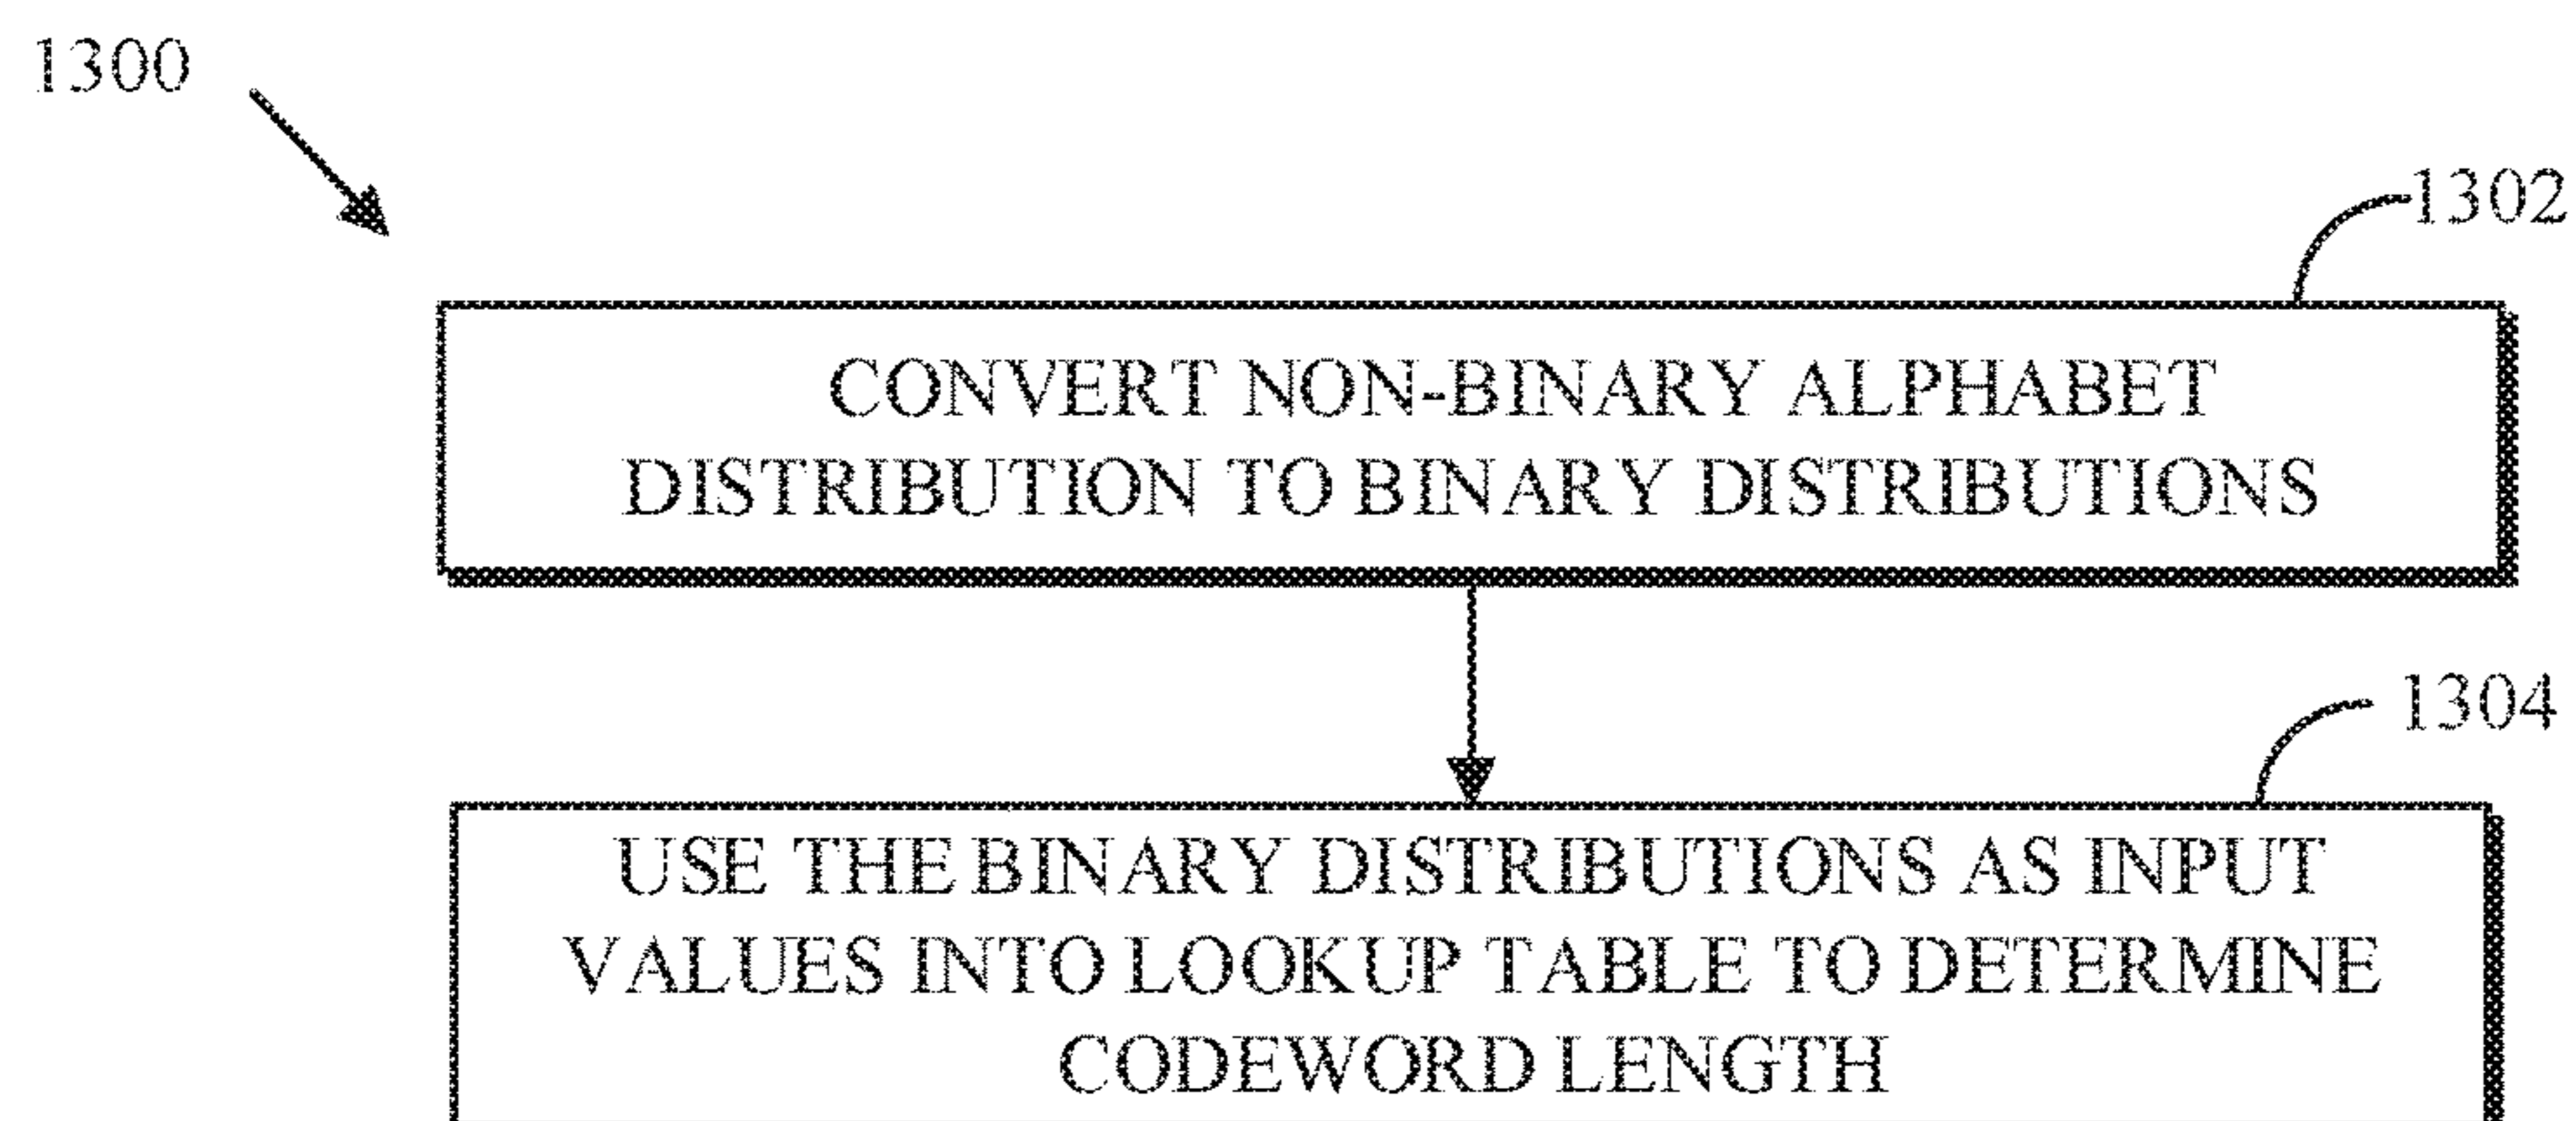 1300
1302
CONVERT NON-BINARY ALPHABET
DISTRIBUTION TO BINARY DISTRIBUTIONS
1304
USE THE BINARY DISTRIBUTIONS AS INPUT
VALUES INTO LOOKUP TABLE TO DETERMINE
CODEWORD LENGTH